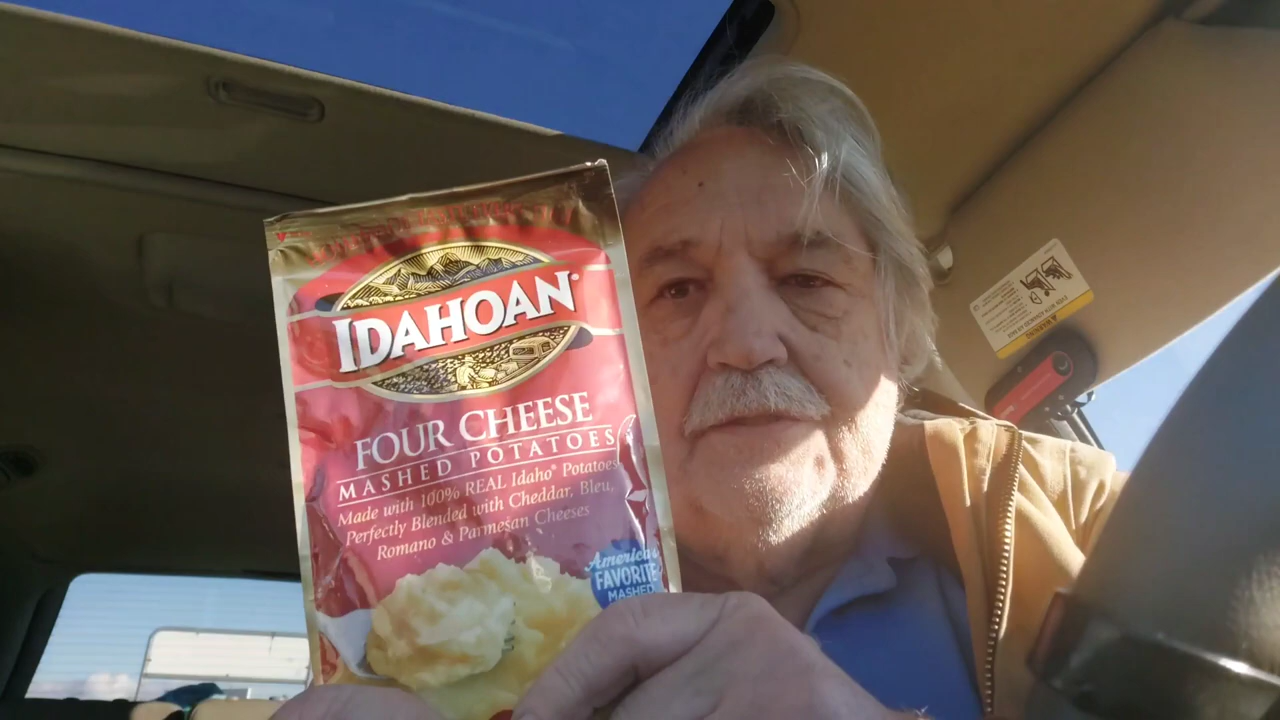 IDAHOAN®
FOUR CHEESE
MASHED POTATOES
Made with 100% REAL Idaho® Potatoes
Perfectly Blended with Cheddar, Bleu,
Romano & Parmesan Cheeses
America's
FAVORITE
MASHED
WARNING